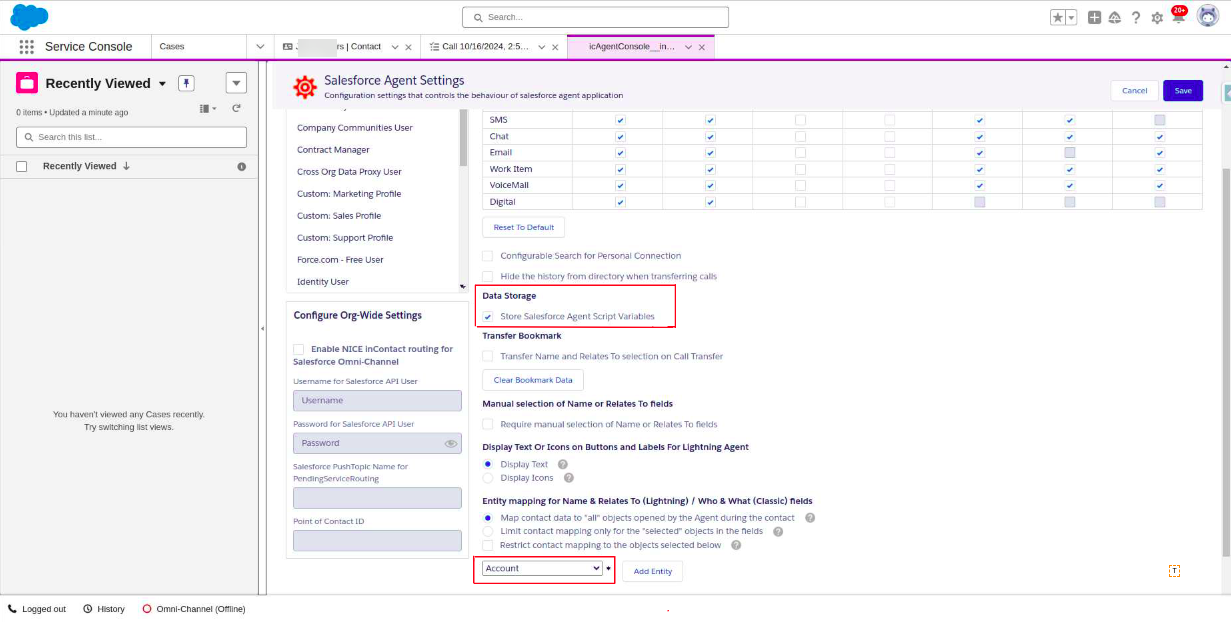 Search...
20+
Service Console
Cases
rs | Contact
Call 10/16/2024, 2:5...
icAgentConsole__in...
Recently Viewed
0 items • Updated a minute ago
Search this list...
Recently Viewed
You haven't viewed any Cases recently.
Try switching list views.
Salesforce Agent Settings
Configuration settings that controls the behaviour of salesforce agent application
Cancel
Save
Company Communities User
Contract Manager
Cross Org Data Proxy User
Custom: Marketing Profile
Custom: Sales Profile
Custom: Support Profile
Force.com - Free User
Identity User
Configure Org-Wide Settings
Enable NICE inContact routing for
Salesforce Omni-Channel
Username for Salesforce API User
Username
Password for Salesforce API User
Password
Salesforce PushTopic Name for
PendingServiceRouting
Point of Contact ID
SMS
Chat
Email
Work Item
VoiceMail
Digital
Reset To Default
Configurable Search for Personal Connection
Hide the history from directory when transferring calls
Data Storage
Store Salesforce Agent Script Variables
Transfer Bookmark
Transfer Name and Relates To selection on Call Transfer
Clear Bookmark Data
Manual selection of Name or Relates To fields
Require manual selection of Name or Relates To fields
Display Text Or Icons on Buttons and Labels For Lightning Agent
Display Text
Display Icons
Entity mapping for Name & Relates To (Lightning) / Who & What (Classic) fields
Map contact data to "all" objects opened by the Agent during the contact
Limit contact mapping only for the "selected" objects in the fields
Restrict contact mapping to the objects selected below
Account
Add Entity
T
Logged out
History
Omni-Channel (Offline)